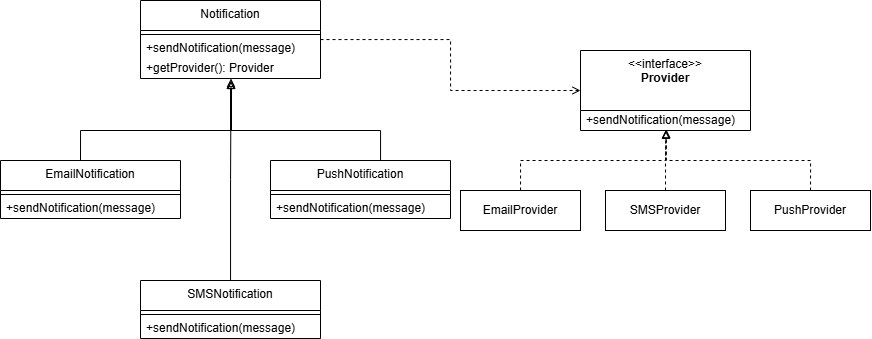 Notification
+sendNotification(message)
+getProvider(): Provider
<<interface>>
Provider
+sendNotification(message)
EmailNotification
+sendNotification(message)
PushNotification
+sendNotification(message)
EmailProvider
SMSProvider
PushProvider
SMSNotification
+sendNotification(message)